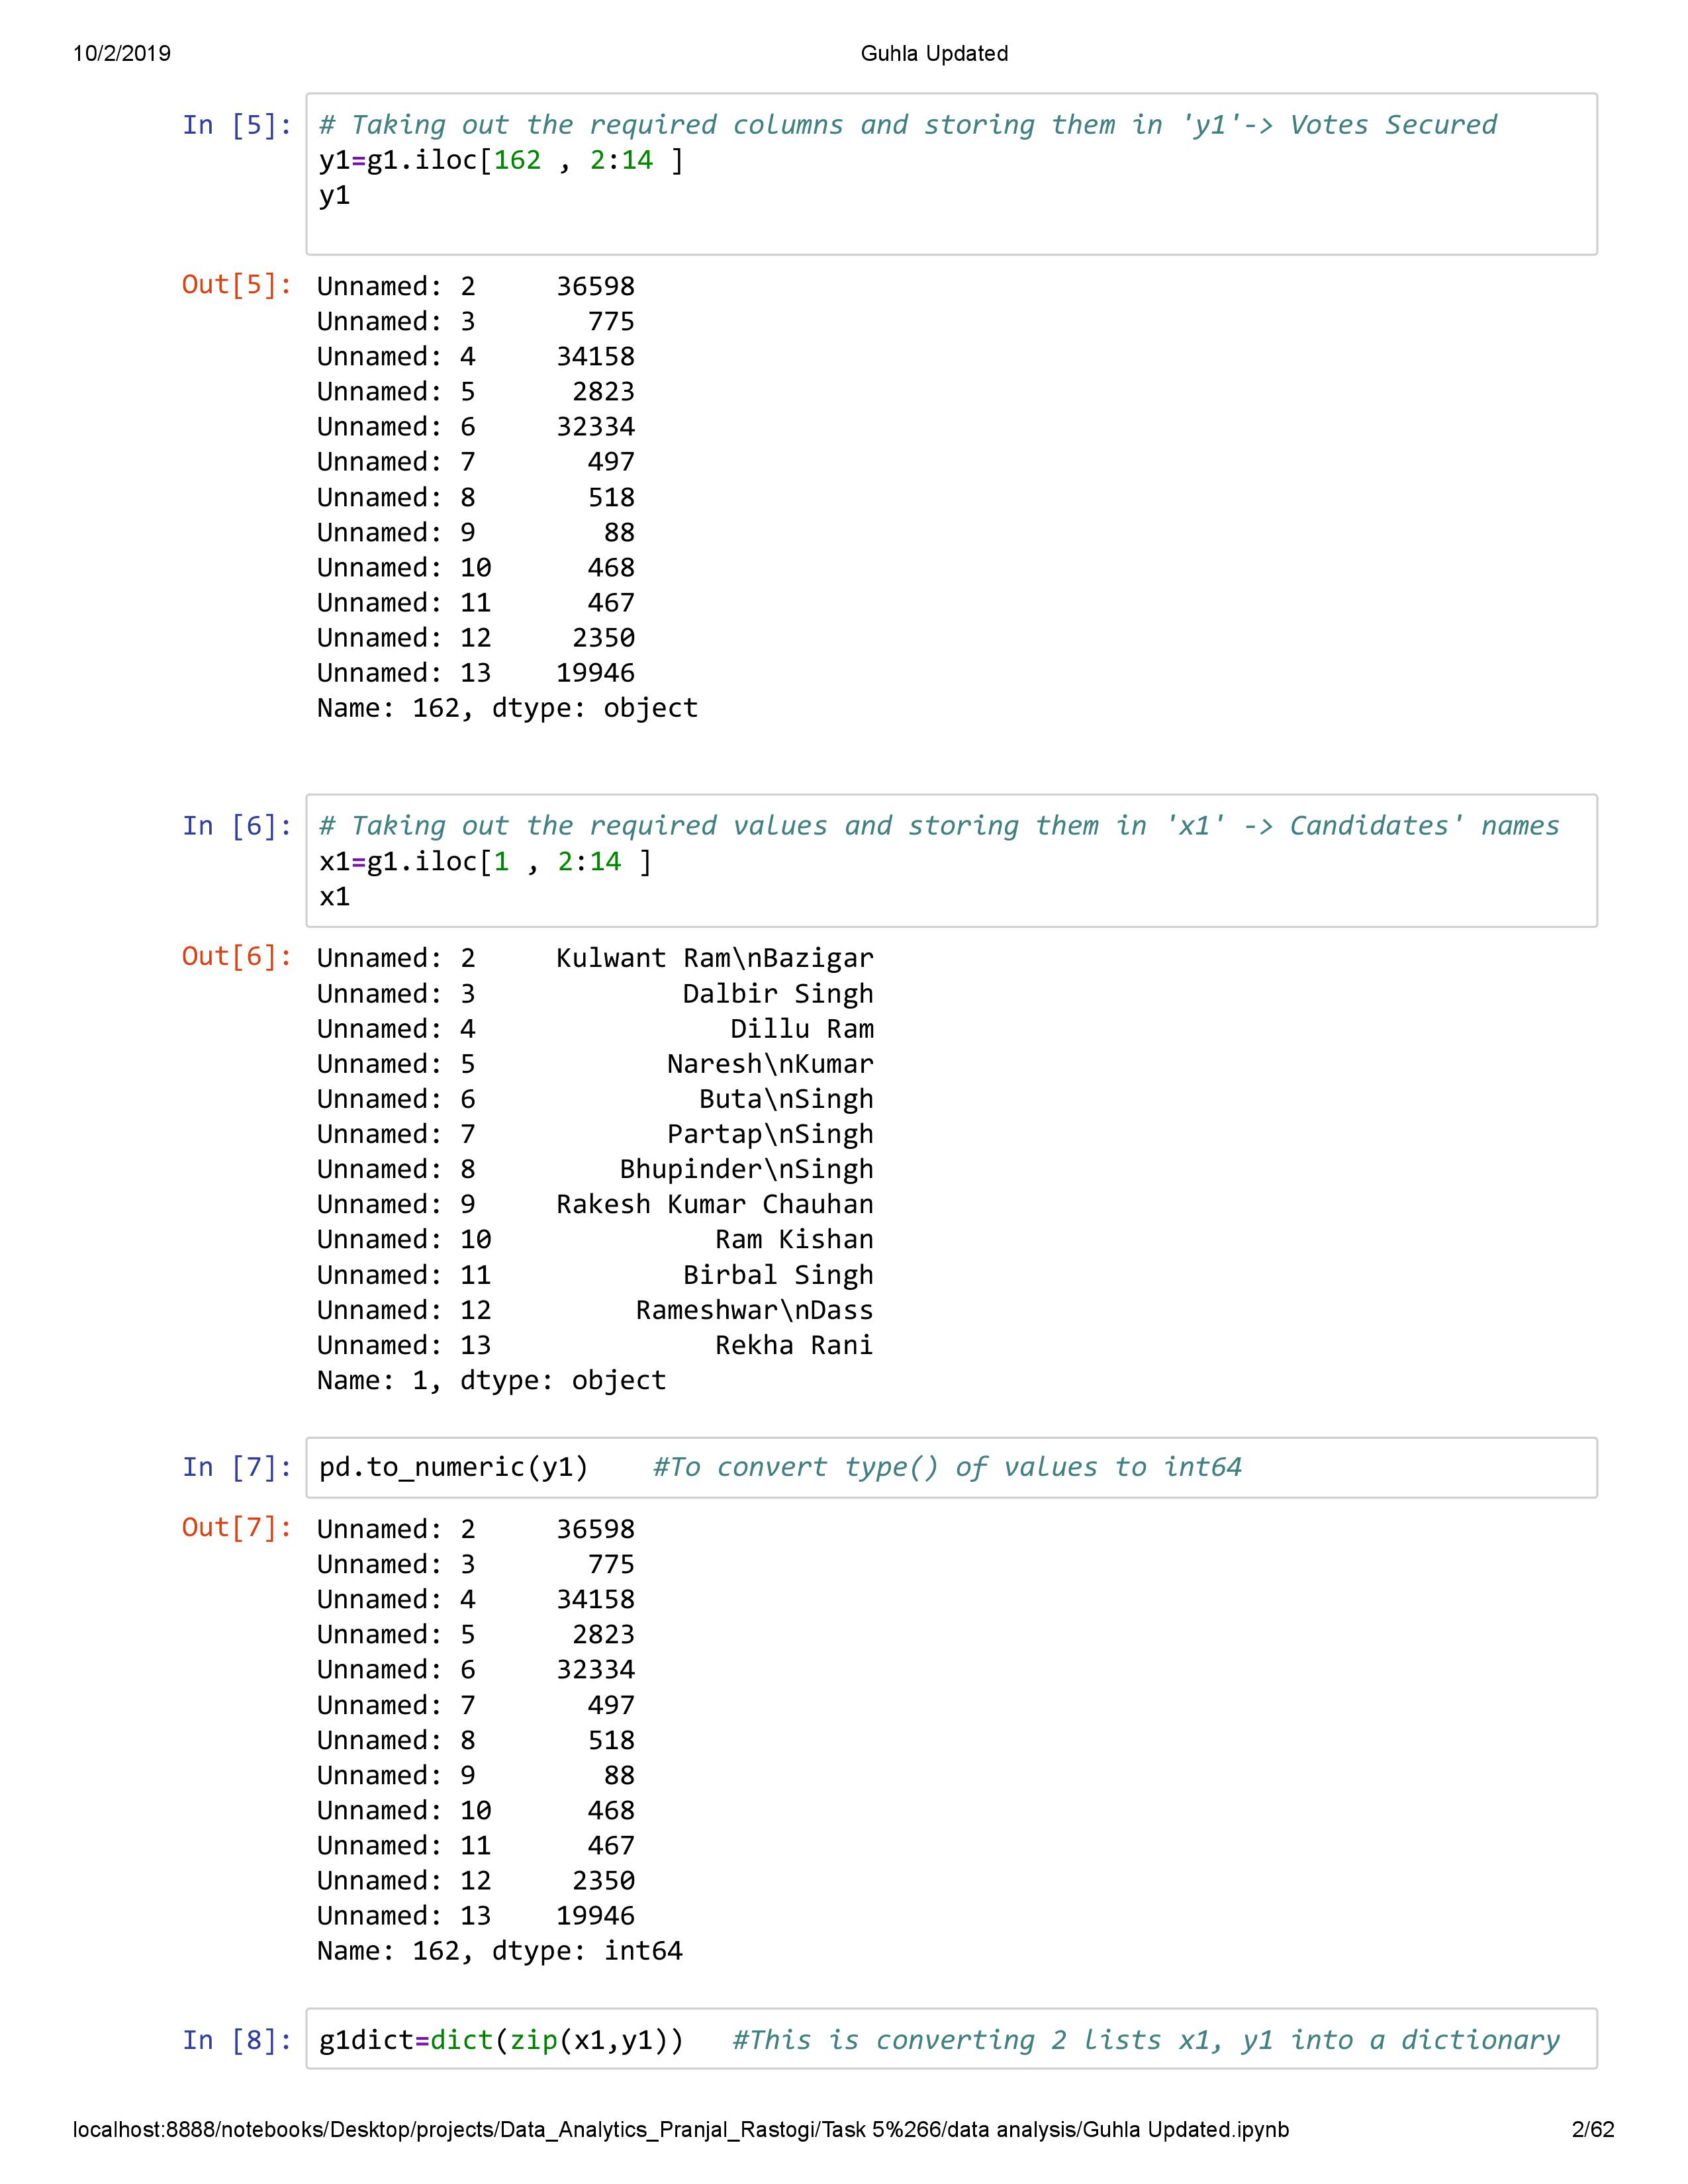 10/2/2019 Guhla Updated
In [5]: # Taking out the required columns and storing them in 'y1'-> Votes Secured
y1=g1.iloc[162 , 2:14 ]
y1
Out[5]: Unnamed: 2 36598
Unnamed: 3 775
Unnamed: 4 34158
Unnamed: 5 2823
Unnamed: 6 32334
Unnamed: 7 497
Unnamed: 8 518
Unnamed: 9 88
Unnamed: 10 468
Unnamed: 11 467
Unnamed: 12 2350
Unnamed: 13 19946
Name: 162, dtype: object
In [6]: # Taking out the required values and storing them in 'x1' -> Candidates' names
x1=g1.iloc[1 , 2:14 ]
x1
Out[6]: Unnamed: 2 Kulwant Ram\nBazigar
Unnamed: 3 Dalbir Singh
Unnamed: 4 Dillu Ram
Unnamed: 5 Naresh\nKumar
Unnamed: 6 Buta\nSingh
Unnamed: 7 Partap\nSingh
Unnamed: 8 Bhupinder\nSingh
Unnamed: 9 Rakesh Kumar Chauhan
Unnamed: 10 Ram Kishan
Unnamed: 11 Birbal Singh
Unnamed: 12 Rameshwar\nDass
Unnamed: 13 Rekha Rani
Name: 1, dtype: object
In [7]: pd.to_numeric(y1) #To convert type() of values to int64
Out[7]: Unnamed: 2 36598
Unnamed: 3 775
Unnamed: 4 34158
Unnamed: 5 2823
Unnamed: 6 32334
Unnamed: 7 497
Unnamed: 8 518
Unnamed: 9 88
Unnamed: 10 468
Unnamed: 11 467
Unnamed: 12 2350
Unnamed: 13 19946
Name: 162, dtype: int64
In [8]: g1dict=dict(zip(x1,y1)) #This is converting 2 lists x1, y1 into a dictionary
localhost:8888/notebooks/Desktop/projects/Data_Analytics_Pranjal_Rastogi/Task 5%266/data analysis/Guhla Updated.ipynb 2/62